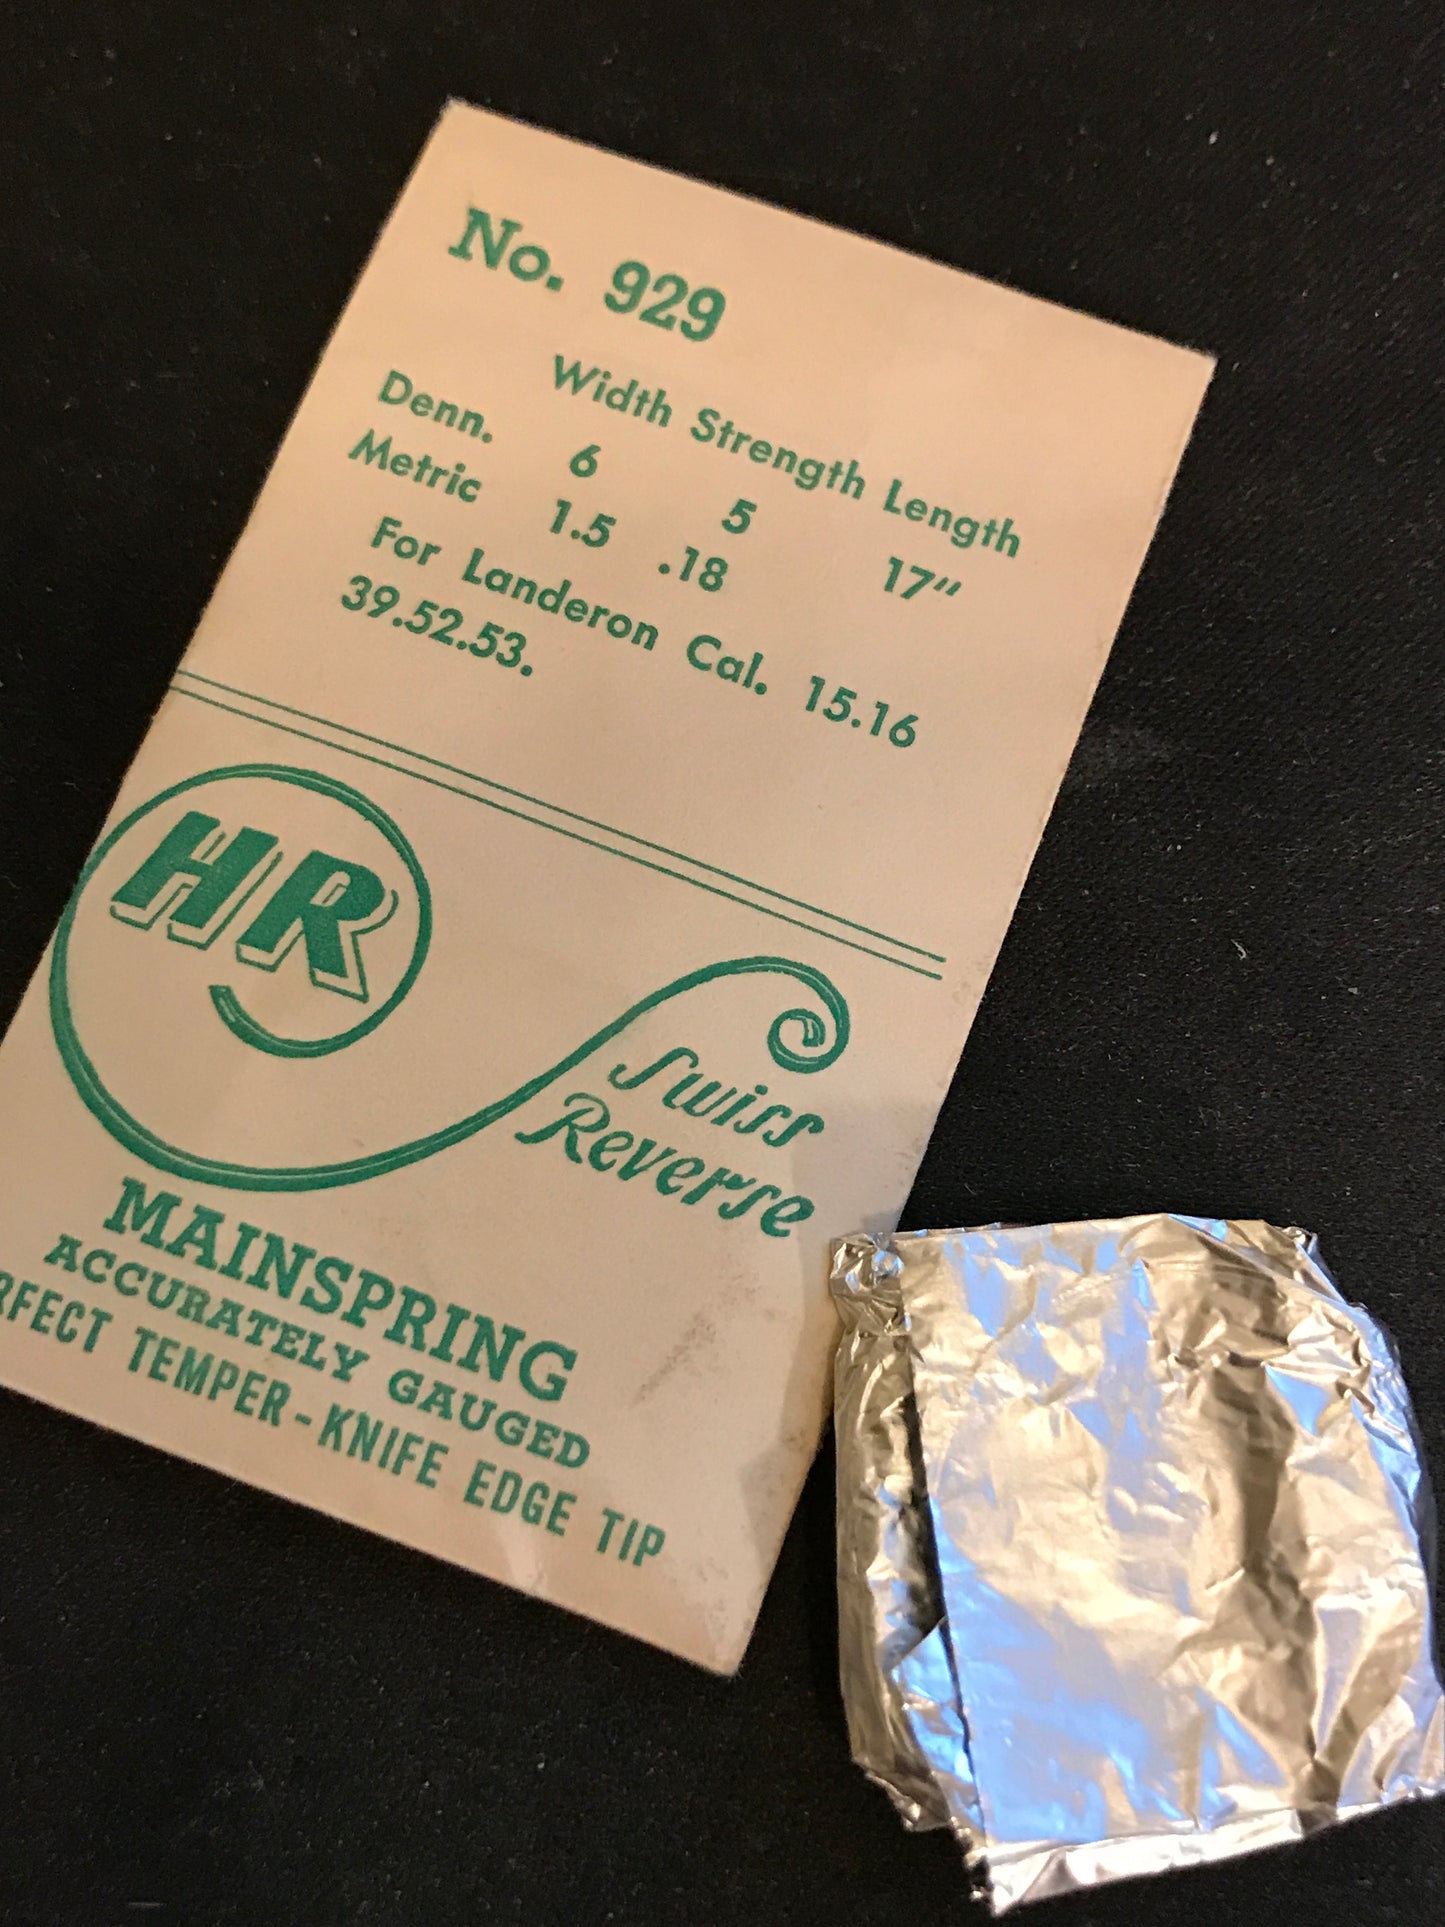 No. 929
Width Strength Length
Denn. 6 5 17"
Metric 1.5 .18
For Landeron Cal. 15.16
39.52.53.
HR
Swiss
Reverse
MAINSPRING
ACCURATELY GAUGED
RFECT TEMPER-KNIFE EDGE TIP